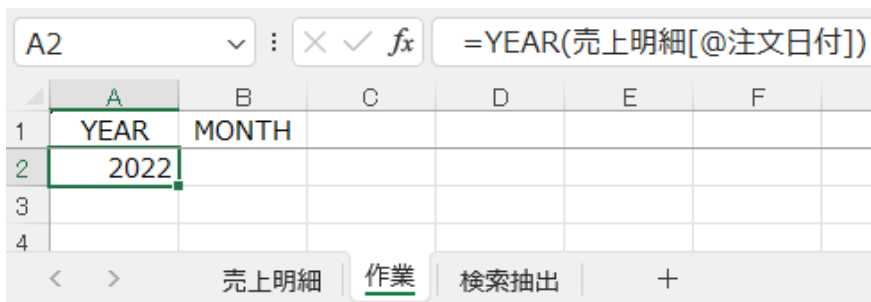 A2 fx =YEAR(売上明細[@注文日付])
A B C D E F
1 YEAR MONTH
2 2022
3
4
売上明細 作業 検索抽出 +